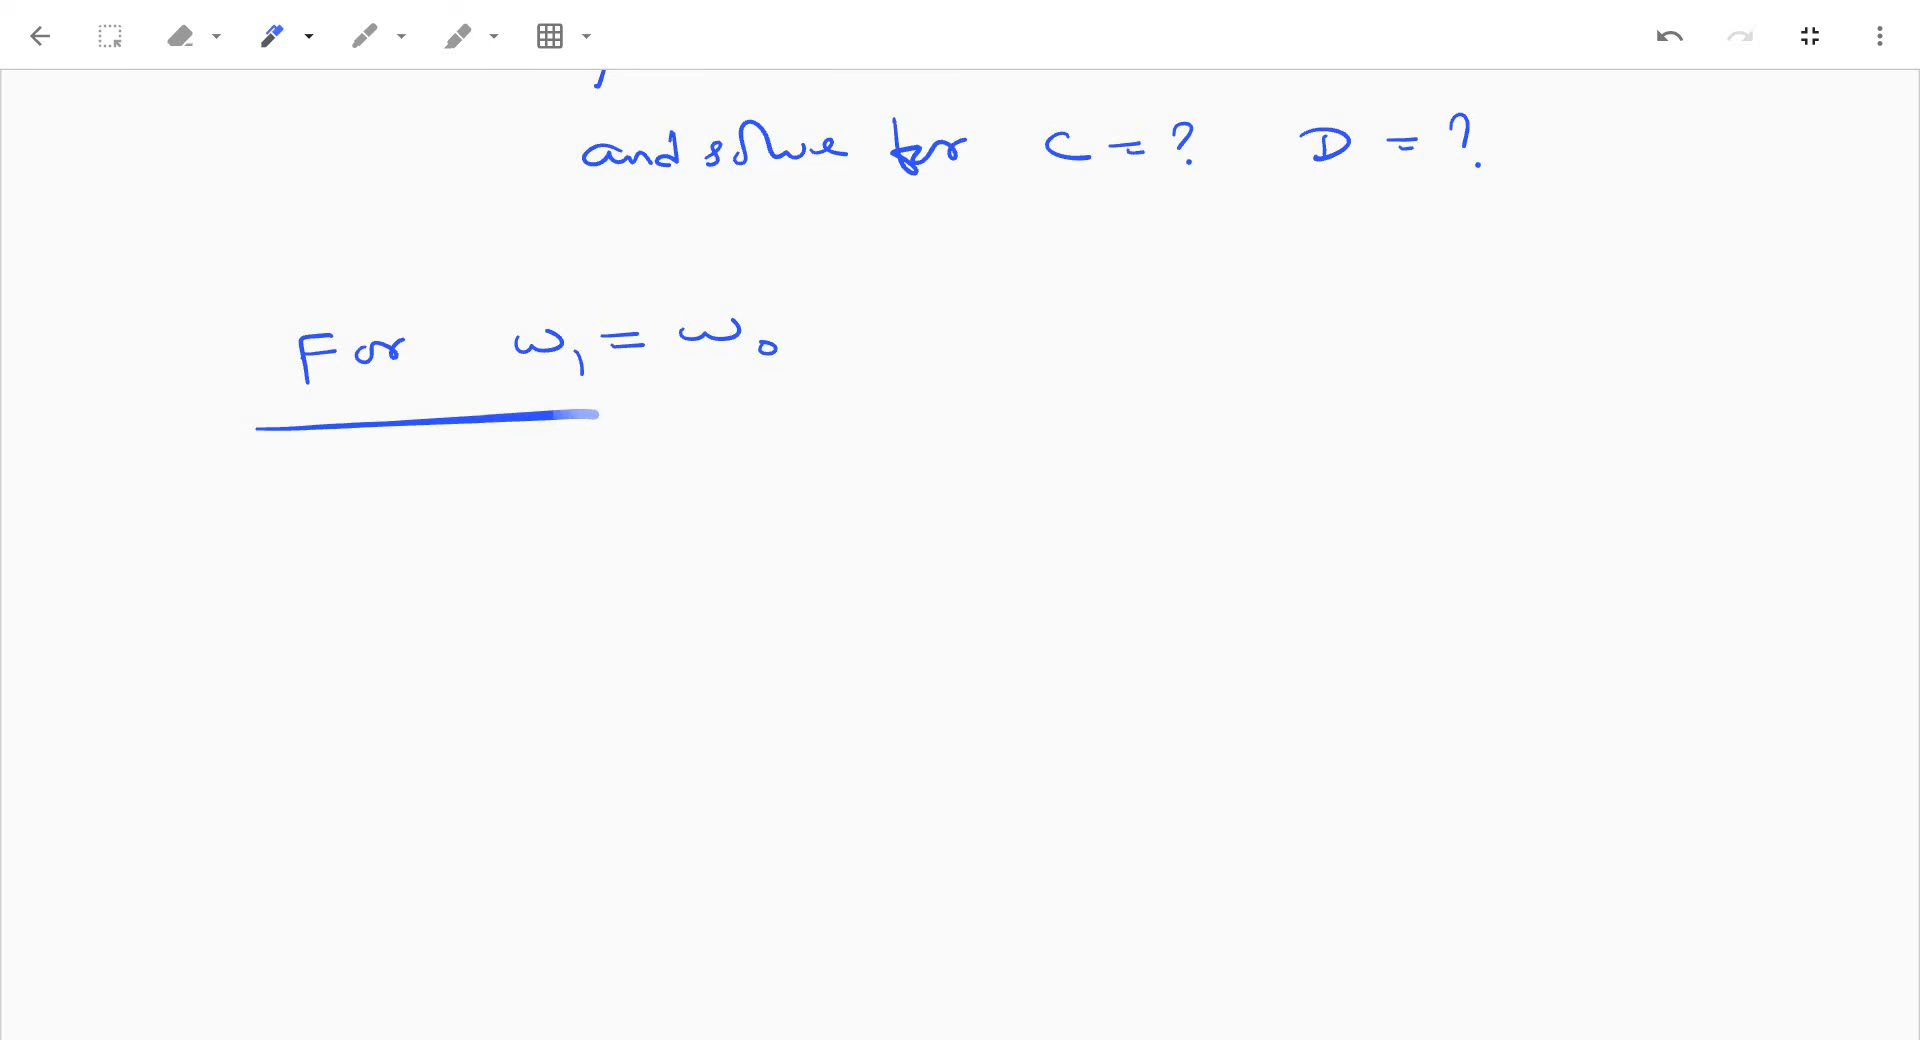 and solve for C = ? D = ?
For ω₁ = ω₀